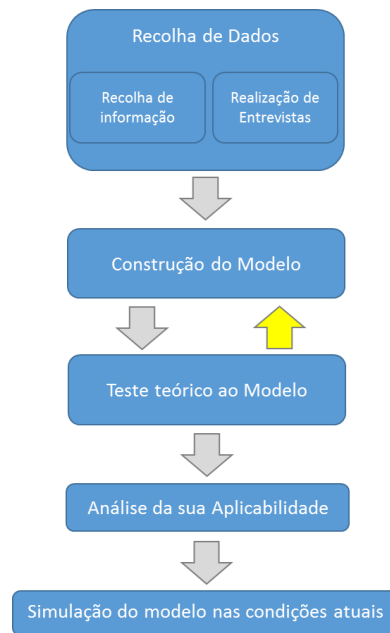 Recolha de Dados
Recolha de
informação
Realização de
Entrevistas
Construção do Modelo
Teste teórico ao Modelo
Análise da sua Aplicabilidade
Simulação do modelo nas condições atuais